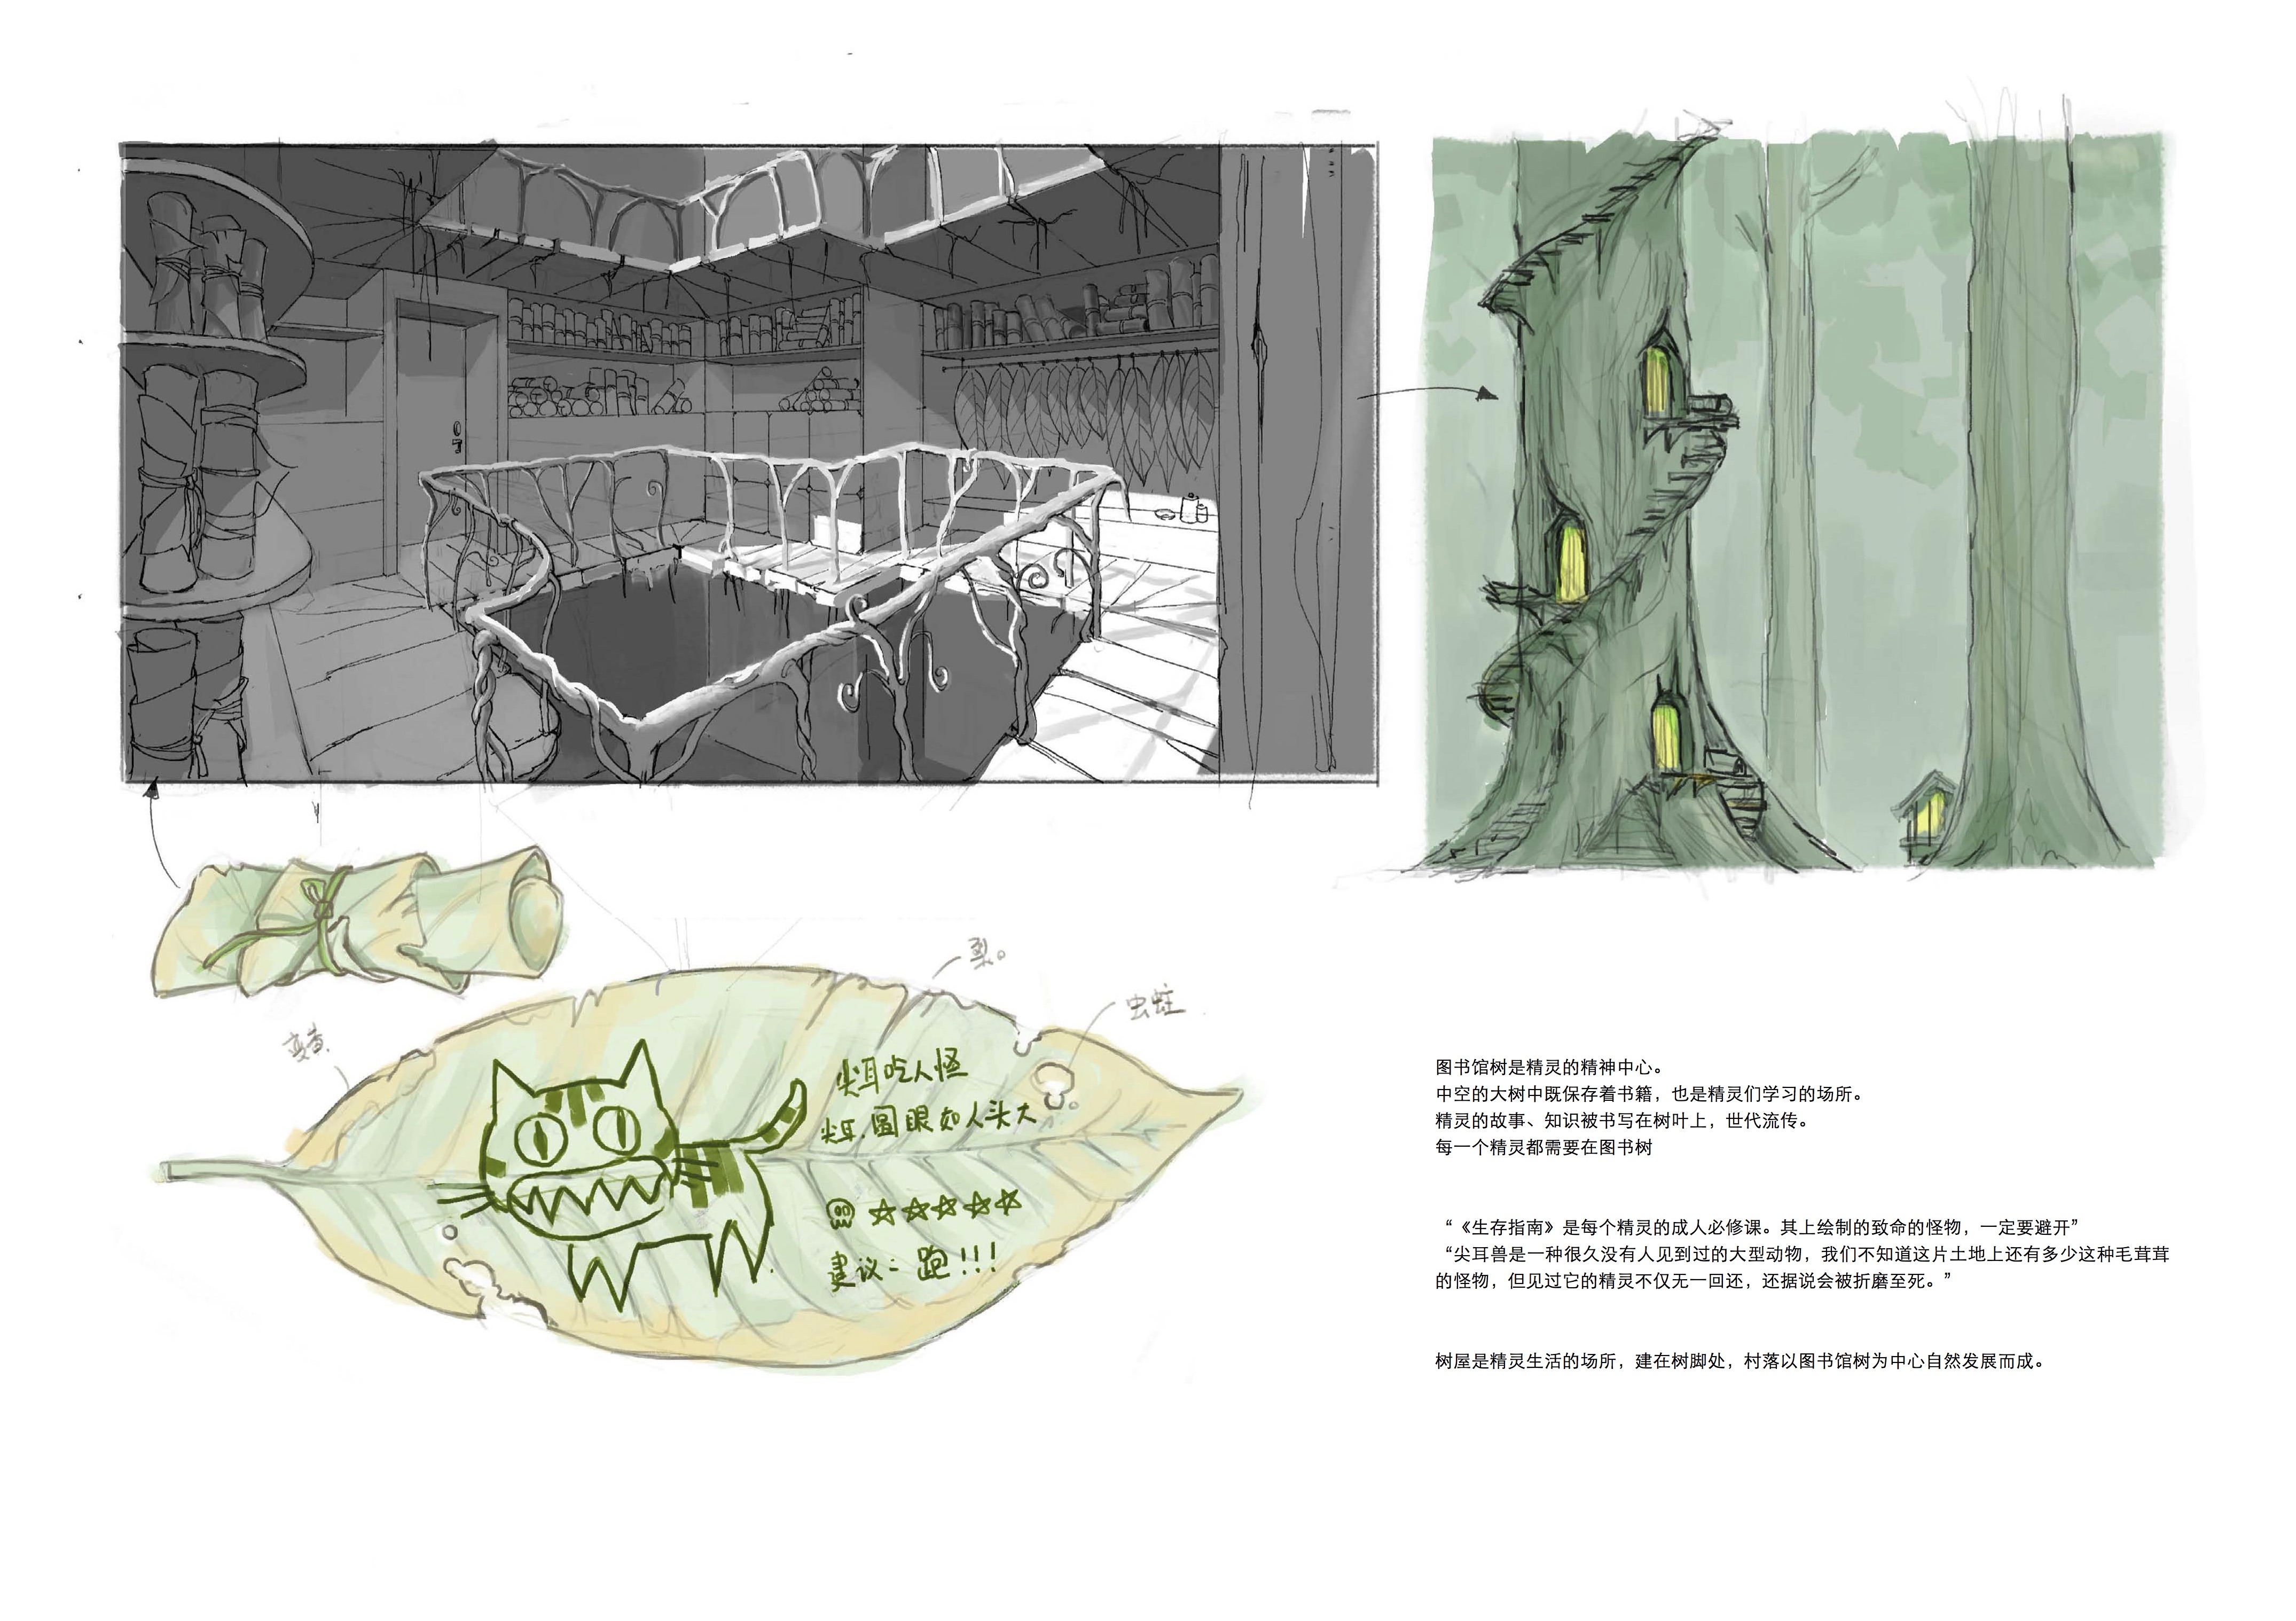 裂。
虫蛀
变黄
尖耳吃人怪
尖耳.圆眼如人头大
☆☆☆☆☆
建议：跑!!!
图书馆树是精灵的精神中心。
中空的大树中既保存着书籍，也是精灵们学习的场所。
精灵的故事、知识被书写在树叶上，世代流传。
每一个精灵都需要在图书树
“《生存指南》是每个精灵的成人必修课。其上绘制的致命的怪物，一定要避开”
“尖耳兽是一种很久没有人见到过的大型动物，我们不知道这片土地上还有多少这种毛茸茸
的怪物，但见过它的精灵不仅无一回还，还据说会被折磨至死。”
树屋是精灵生活的场所，建在树脚处，村落以图书馆树为中心自然发展而成。